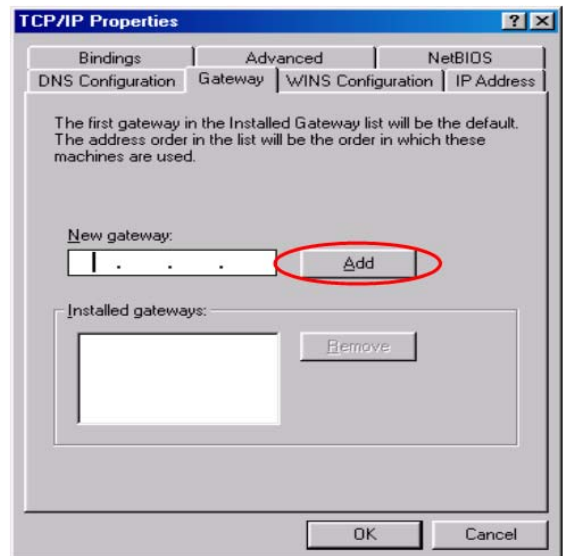 TCP/IP Properties
Bindings Advanced NetBIOS
DNS Configuration Gateway WINS Configuration IP Address
The first gateway in the Installed Gateway list will be the default.
The address order in the list will be the order in which these
machines are used.
New gateway:
. . . Add
Installed gateways:
Remove
OK Cancel